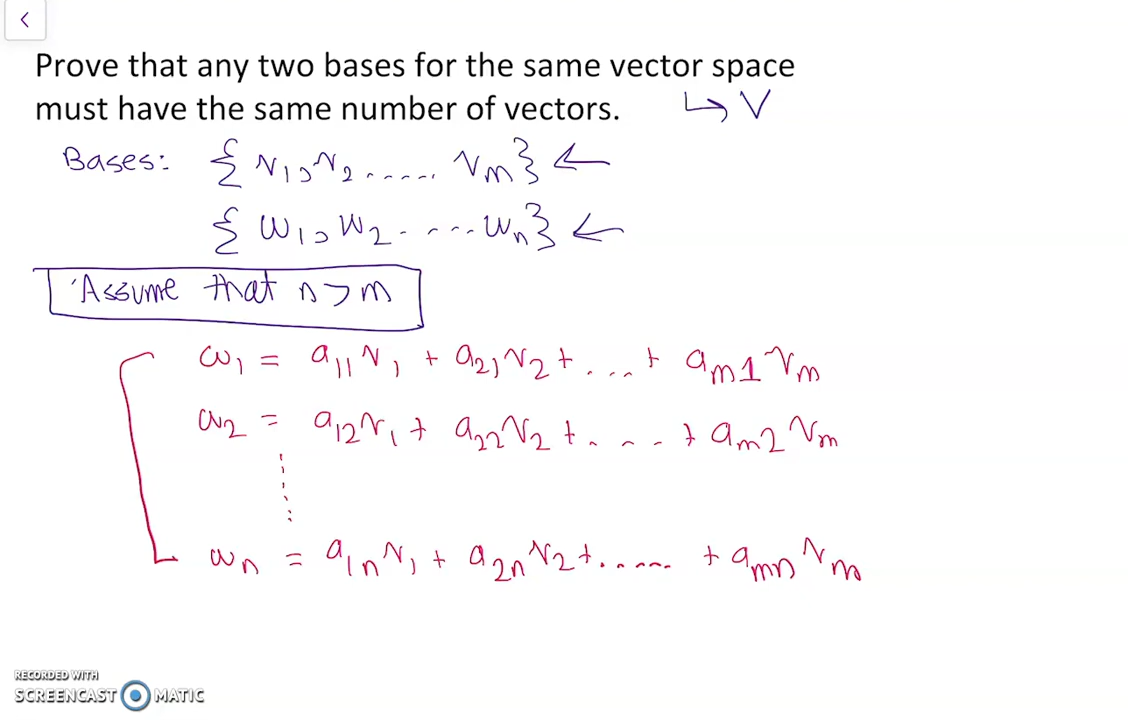 Prove that any two bases for the same vector space
must have the same number of vectors. ↳ V
Bases: { v₁, v₂ ..... vₘ} ←
{ w₁, w₂ ..... wₙ} ←
Assume that n > m
w₁ = a₁₁v₁ + a₂₁v₂ + .... + aₘ₁vₘ
w₂ = a₁₂v₁ + a₂₂v₂ + .... + aₘ₂vₘ
wₙ = a₁ₙv₁ + a₂ₙv₂ + ...... + aₘₙvₘ
RECORDED WITH
SCREENCAST MATIC